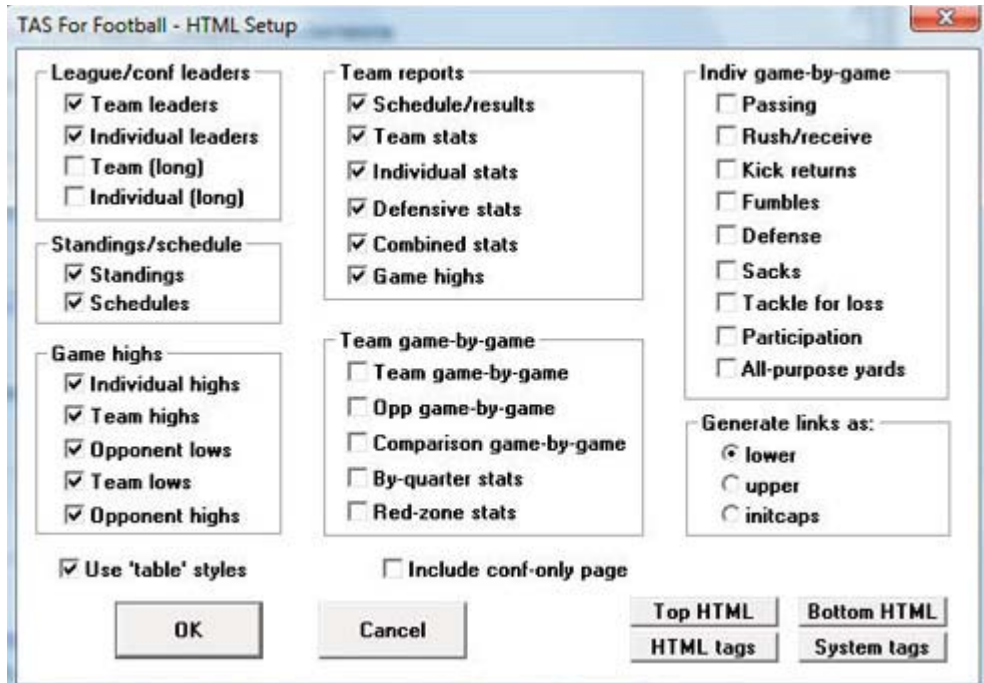 TAS For Football - HTML Setup
League/conf leaders
Team leaders
Individual leaders
Team (long)
Individual (long)
Standings/schedule
Standings
Schedules
Game highs
Individual highs
Team highs
Opponent lows
Team lows
Opponent highs
Use 'table' styles
Team reports
Schedule/results
Team stats
Individual stats
Defensive stats
Combined stats
Game highs
Team game-by-game
Team game-by-game
Opp game-by-game
Comparison game-by-game
By-quarter stats
Red-zone stats
Include conf-only page
Indiv game-by-game
Passing
Rush/receive
Kick returns
Fumbles
Defense
Sacks
Tackle for loss
Participation
All-purpose yards
Generate links as:
lower
upper
initcaps
OK
Cancel
Top HTML
Bottom HTML
HTML tags
System tags